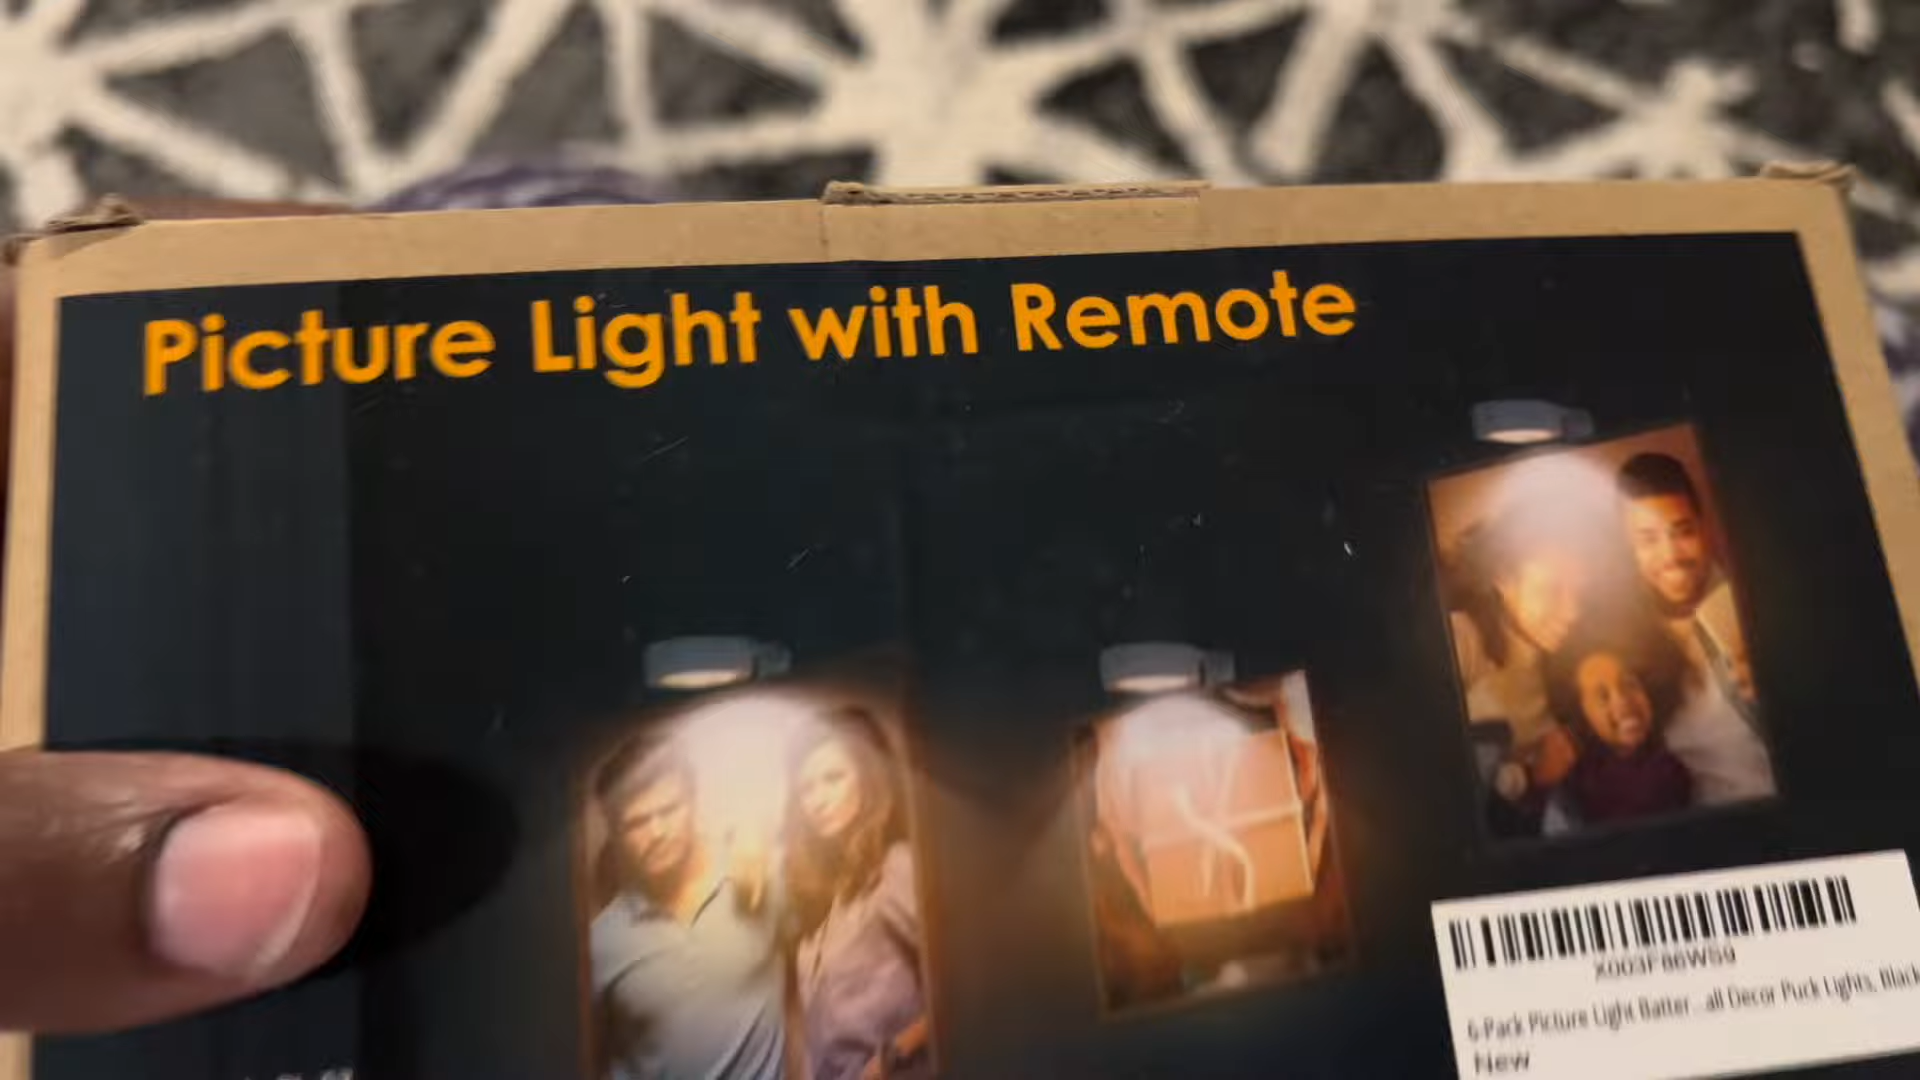 Picture Light with Remote
X003F86W59
6-Pack Picture Light Batter...all Decor Puck Lights, Black
New